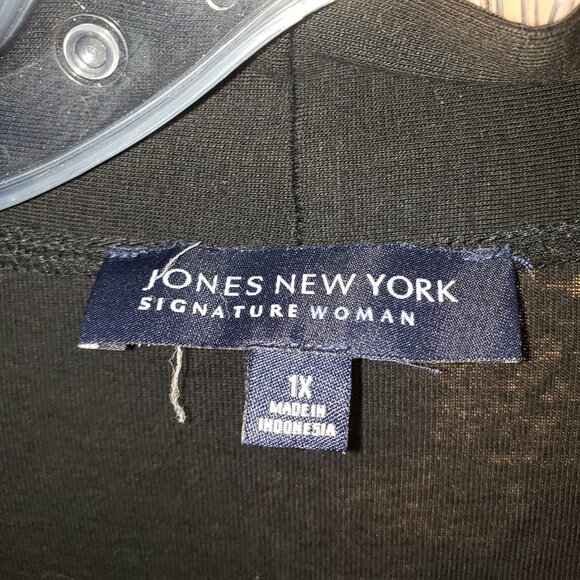 JONES NEW YORK
SIGNATURE WOMAN
1X
MADE IN
INDONESIA